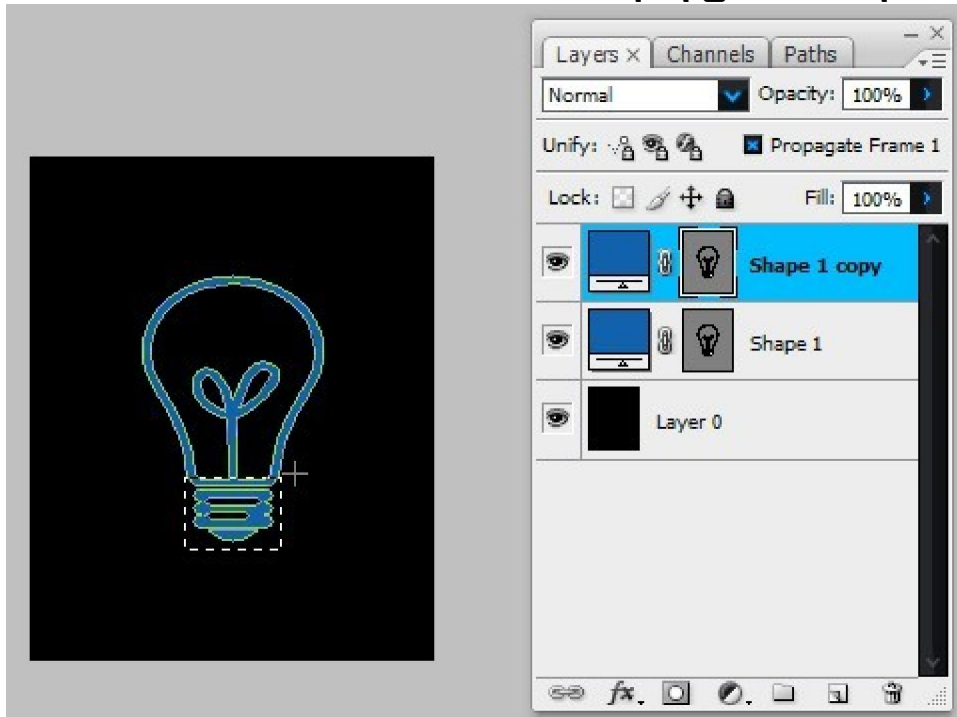 Layers × Channels Paths
Normal Opacity: 100%
Unify: Propagate Frame 1
Lock: Fill: 100%
Shape 1 copy
Shape 1
Layer 0
fx.